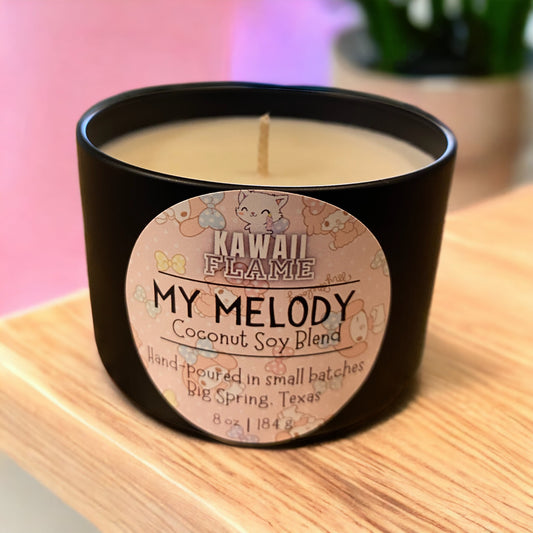 KAWAII
FLAME
MY MELODY
Coconut Soy Blend
Hand-poured in small batches
Big Spring, Texas
8 oz | 184 g